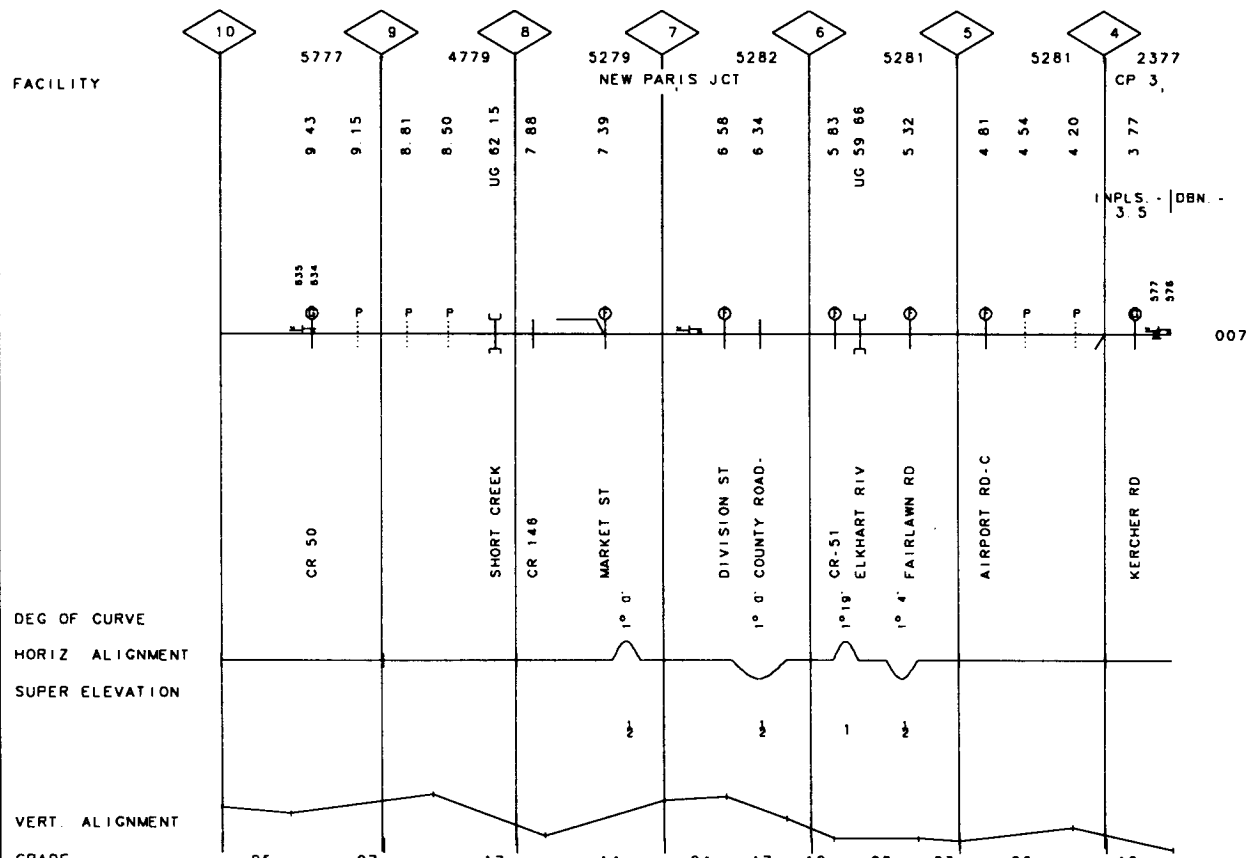 10 9 8 7 6 5 4
5777 4779 5279 5282 5281 5281 2377
FACILITY NEW PARIS JCT CP 3
9 43 9.15 8.81 8.50 UG 62 15 7 88 7 39 6 58 6 34 5 83 UG 59 66 5 32 4 81 4 54 4 20 3 77
INPLS. - DBN. -
3.5
635 634 577 576
G P P P F F F F F P P G
007
CR 50 SHORT CREEK CR 146 MARKET ST DIVISION ST COUNTY ROAD- CR-51 ELKHART RIV FAIRLAWN RD AIRPORT RD-C KERCHER RD
DEG OF CURVE 1° 0' 1° 0' 1° 19' 1° 4'
HORIZ ALIGNMENT
SUPER ELEVATION
1/2 1/2 1 1/2
VERT. ALIGNMENT
GRADE